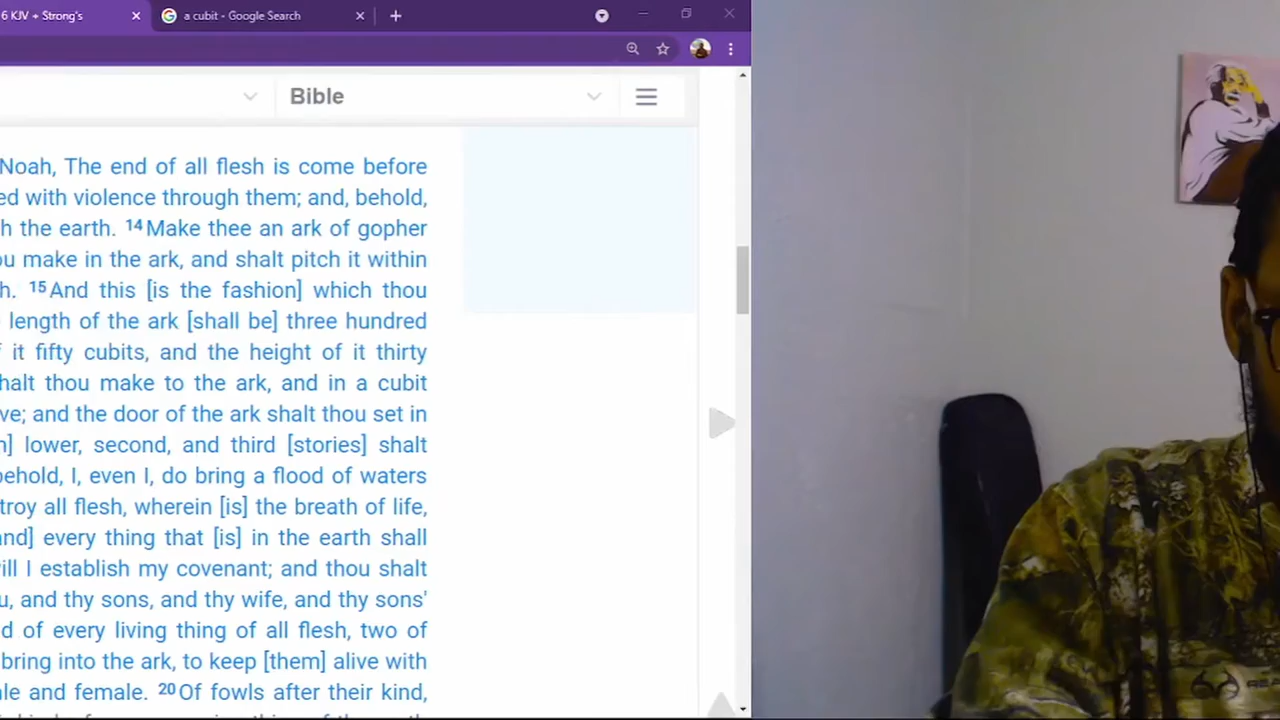 6 KJV + Strong's
a cubit - Google Search
Bible
Noah, The end of all flesh is come before
ed with violence through them; and, behold,
h the earth. 14 Make thee an ark of gopher
ou make in the ark, and shalt pitch it within
h. 15 And this [is the fashion] which thou
length of the ark [shall be] three hundred
it fifty cubits, and the height of it thirty
halt thou make to the ark, and in a cubit
ve; and the door of the ark shalt thou set in
] lower, second, and third [stories] shalt
behold, I, even I, do bring a flood of waters
troy all flesh, wherein [is] the breath of life,
and] every thing that [is] in the earth shall
ill I establish my covenant; and thou shalt
u, and thy sons, and thy wife, and thy sons'
d of every living thing of all flesh, two of
bring into the ark, to keep [them] alive with
ale and female. 20 Of fowls after their kind,